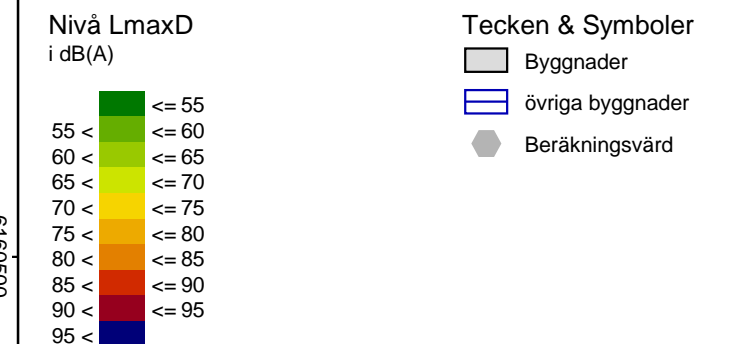 Nivå LmaxD
i dB(A)
<= 55
55 < <= 60
60 < <= 65
65 < <= 70
70 < <= 75
75 < <= 80
80 < <= 85
85 < <= 90
90 < <= 95
95 <
Tecken & Symboler
Byggnader
övriga byggnader
Beräkningsvärd